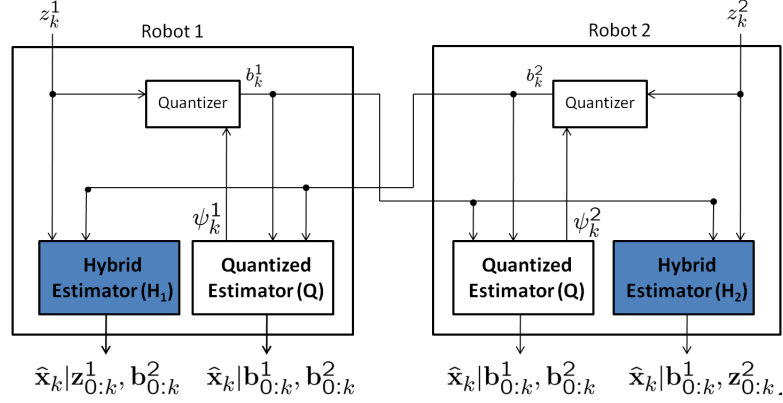 z_k^1
z_k^2
Robot 1
Robot 2
b_k^1
b_k^2
Quantizer
Quantizer
ψ_k^1
ψ_k^2
Hybrid
Estimator (H₁)
Quantized
Estimator (Q)
Quantized
Estimator (Q)
Hybrid
Estimator (H₂)
x̂_k|z_{0:k}^1, b_{0:k}^2
x̂_k|b_{0:k}^1, b_{0:k}^2
x̂_k|b_{0:k}^1, b_{0:k}^2
x̂_k|b_{0:k}^1, z_{0:k}^2.